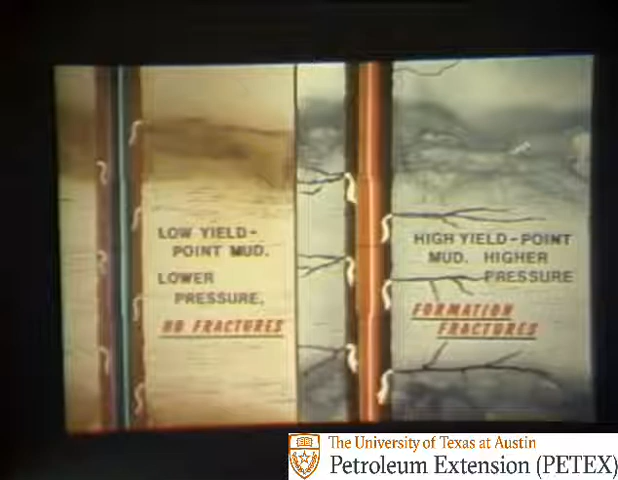 LOW YIELD-
POINT MUD.
LOWER
PRESSURE,
NO FRACTURES
HIGH YIELD-POINT
MUD. HIGHER
PRESSURE
FORMATION
FRACTURES
The University of Texas at Austin
Petroleum Extension (PETEX)